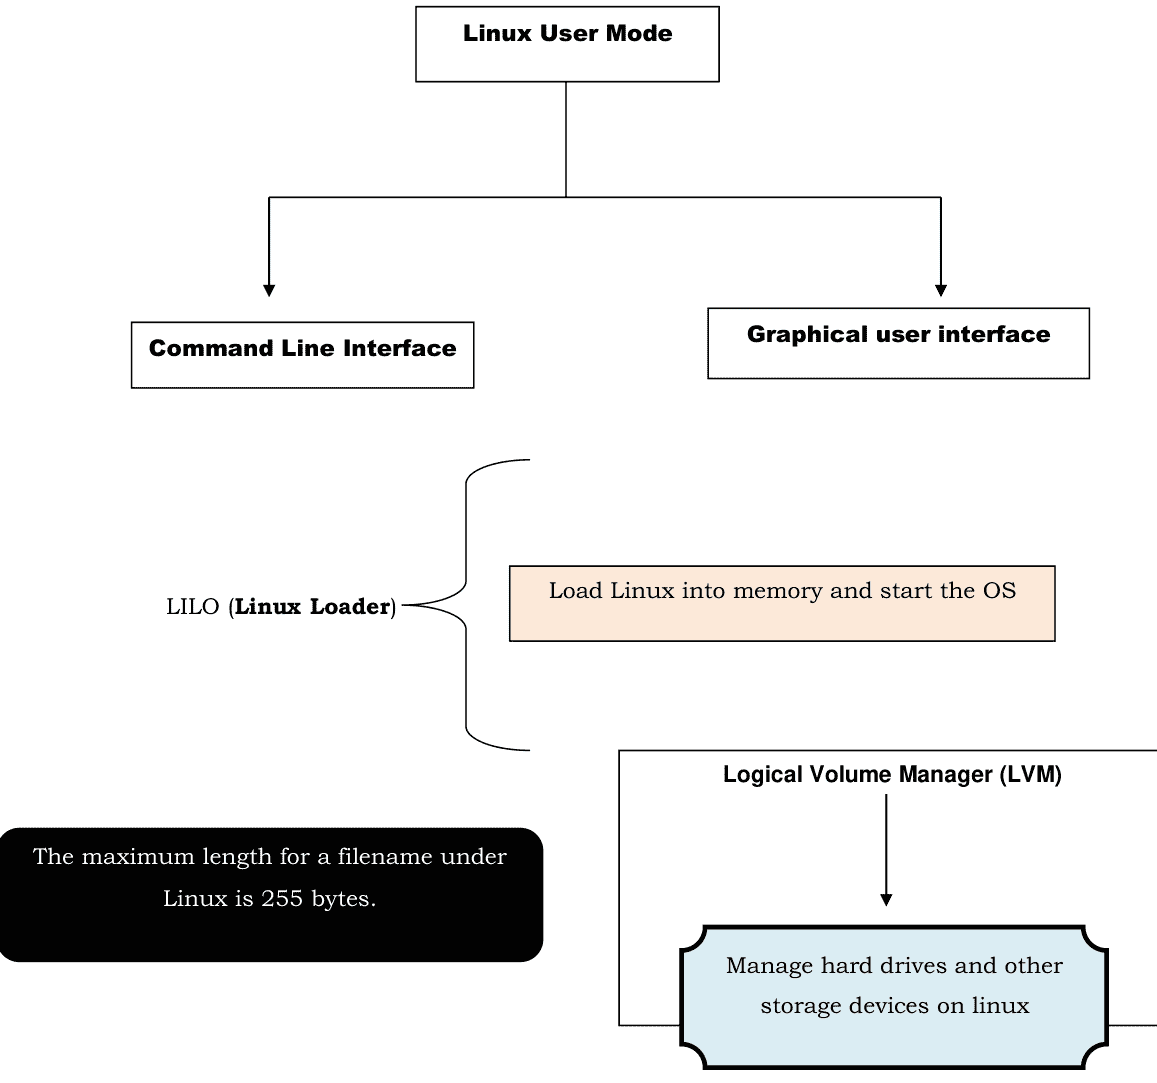 Linux User Mode
Command Line Interface
Graphical user interface
LILO (Linux Loader)
Load Linux into memory and start the OS
Logical Volume Manager (LVM)
The maximum length for a filename under
Linux is 255 bytes.
Manage hard drives and other
storage devices on linux